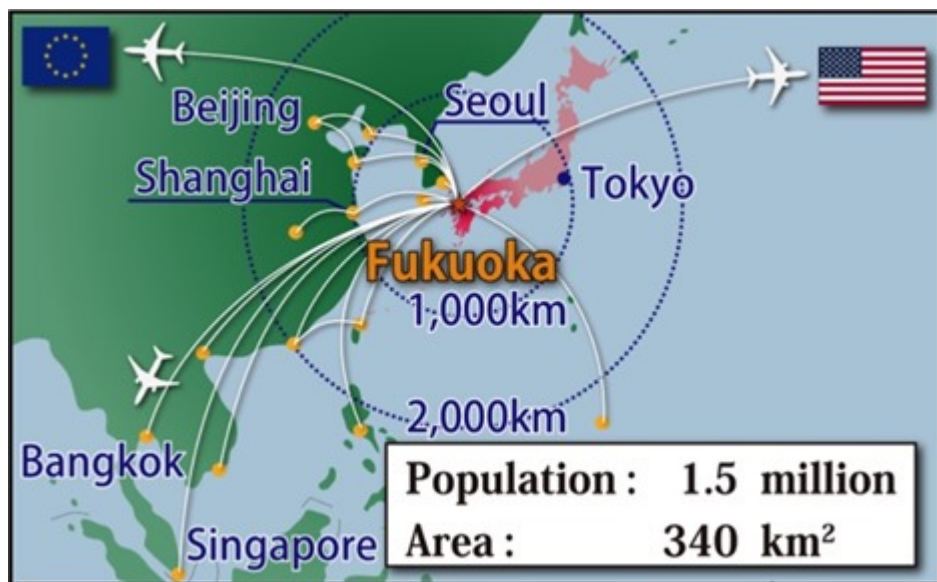 Beijing
Seoul
Shanghai
Tokyo
Fukuoka
1,000km
2,000km
Bangkok
Singapore
Population : 1.5 million
Area : 340 km²